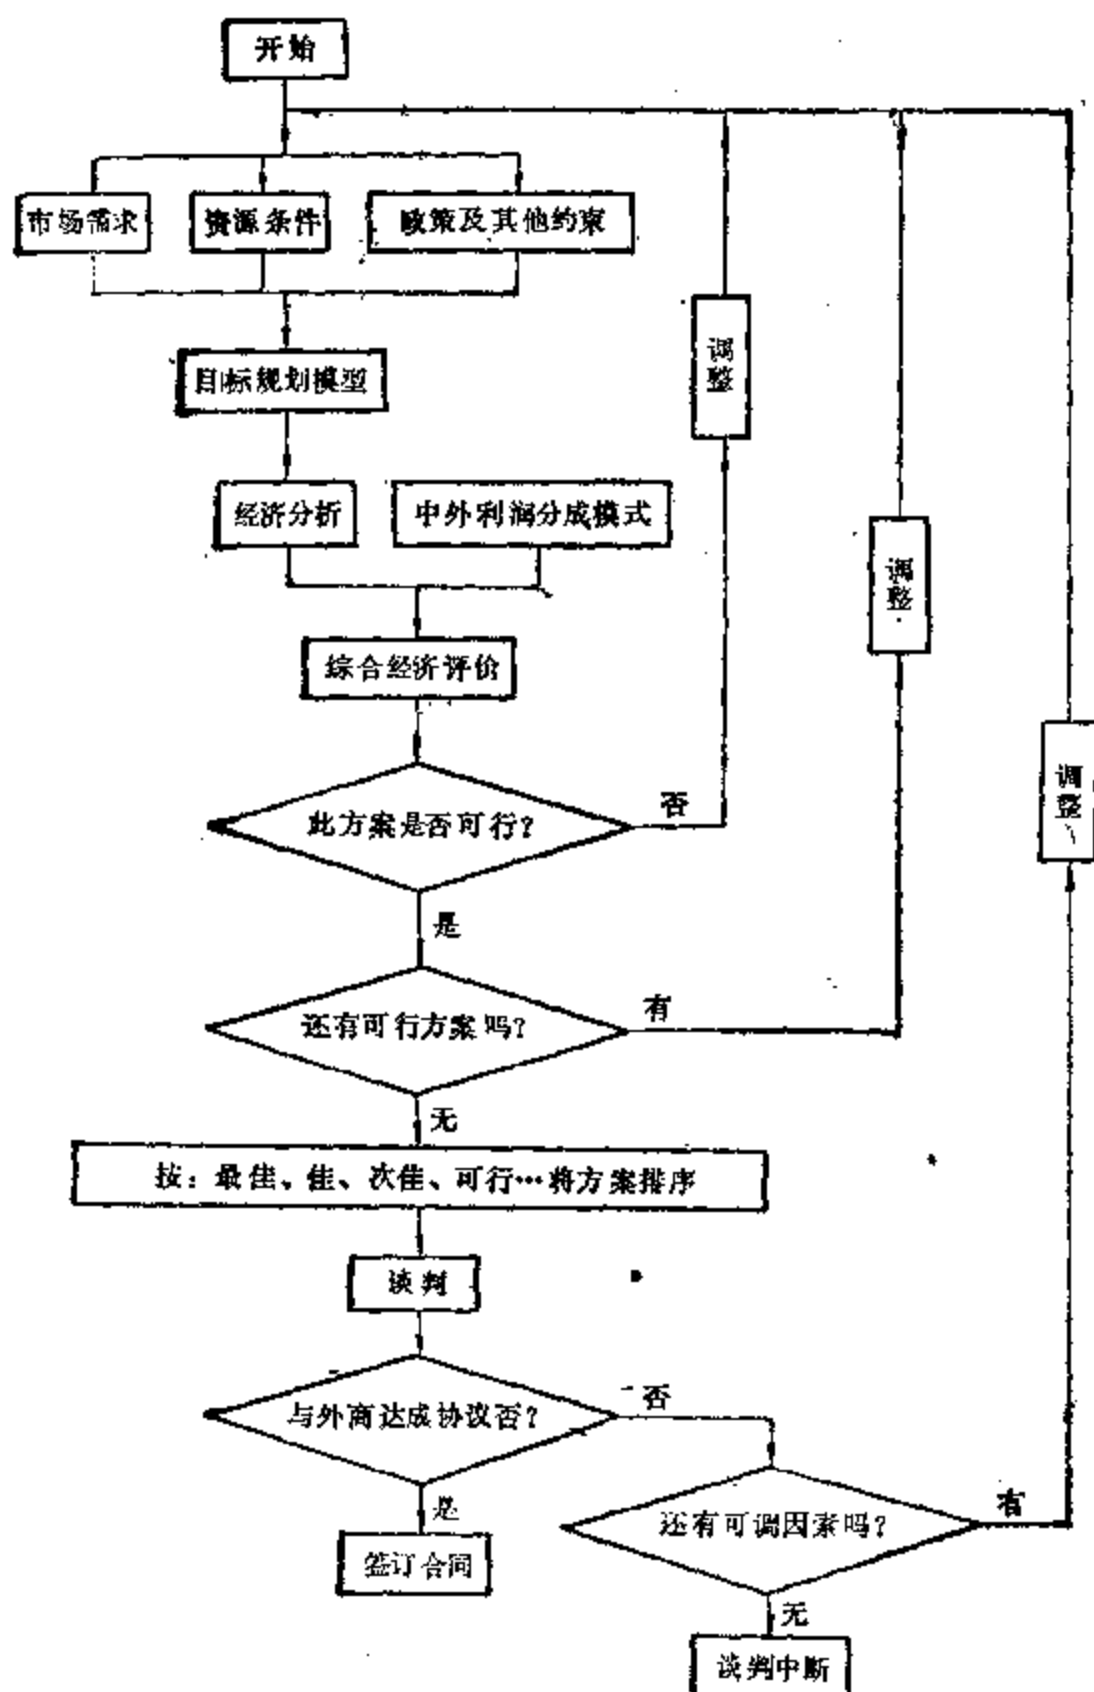 开始
市场需求
资源条件
政策及其他约束
目标规划模型
调整
经济分析
中外利润分成模式
调整
综合经济评价
调整
此方案是否可行?
否
是
还有可行方案吗?
有
无
按：最佳、佳、次佳、可行…将方案排序
谈判
与外商达成协议否?
否
是
还有可调因素吗?
有
签订合同
无
谈判中断